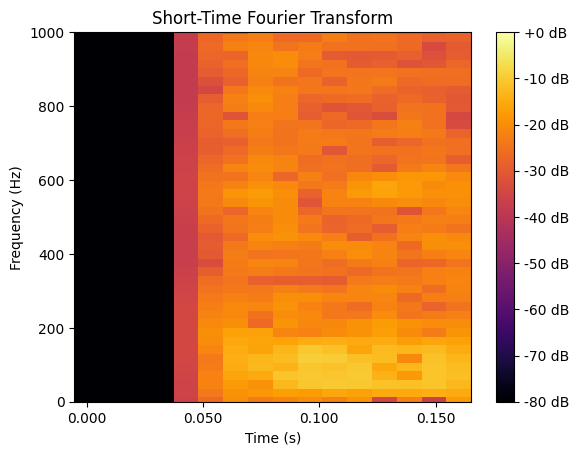 Short-Time Fourier Transform
1000
800
600
400
200
0
Frequency (Hz)
0.000
0.050
0.100
0.150
Time (s)
+0 dB
-10 dB
-20 dB
-30 dB
-40 dB
-50 dB
-60 dB
-70 dB
-80 dB